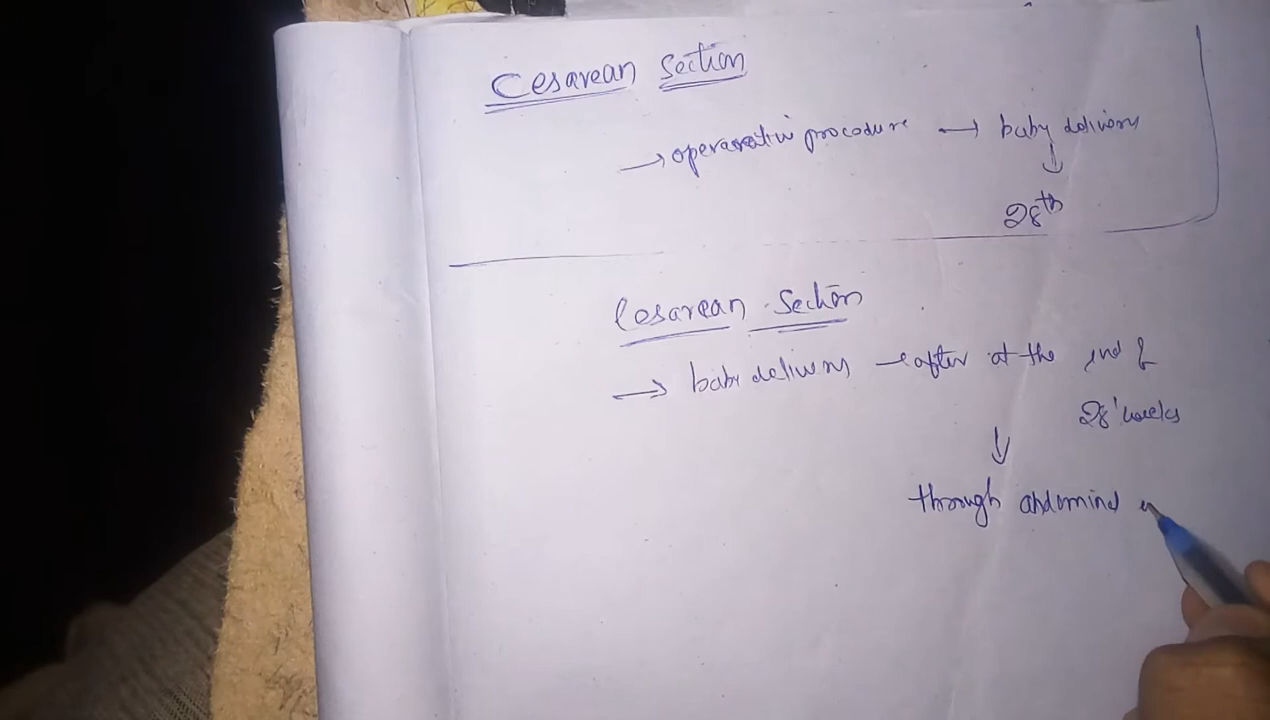 Cesarean Section
→ operative procedure → baby delivery
↓
28th
Cesarean Section
→ baby delivery → after at the end of
28 weeks
↓
through abdominal